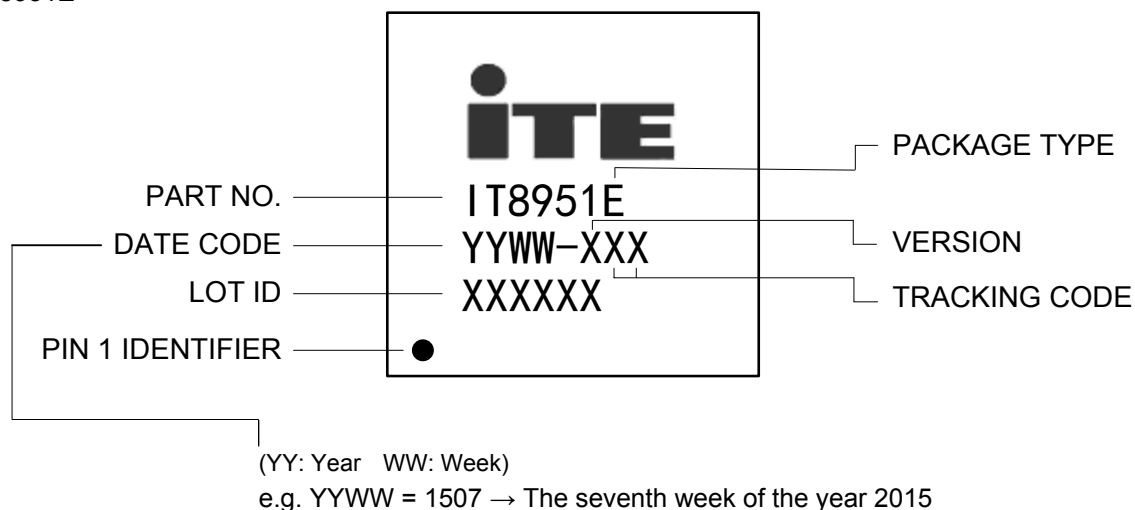 iTE
PART NO.
IT8951E
PACKAGE TYPE
DATE CODE
YYWW-XXX
VERSION
LOT ID
XXXXXX
TRACKING CODE
PIN 1 IDENTIFIER
(YY: Year WW: Week)
e.g. YYWW = 1507 → The seventh week of the year 2015